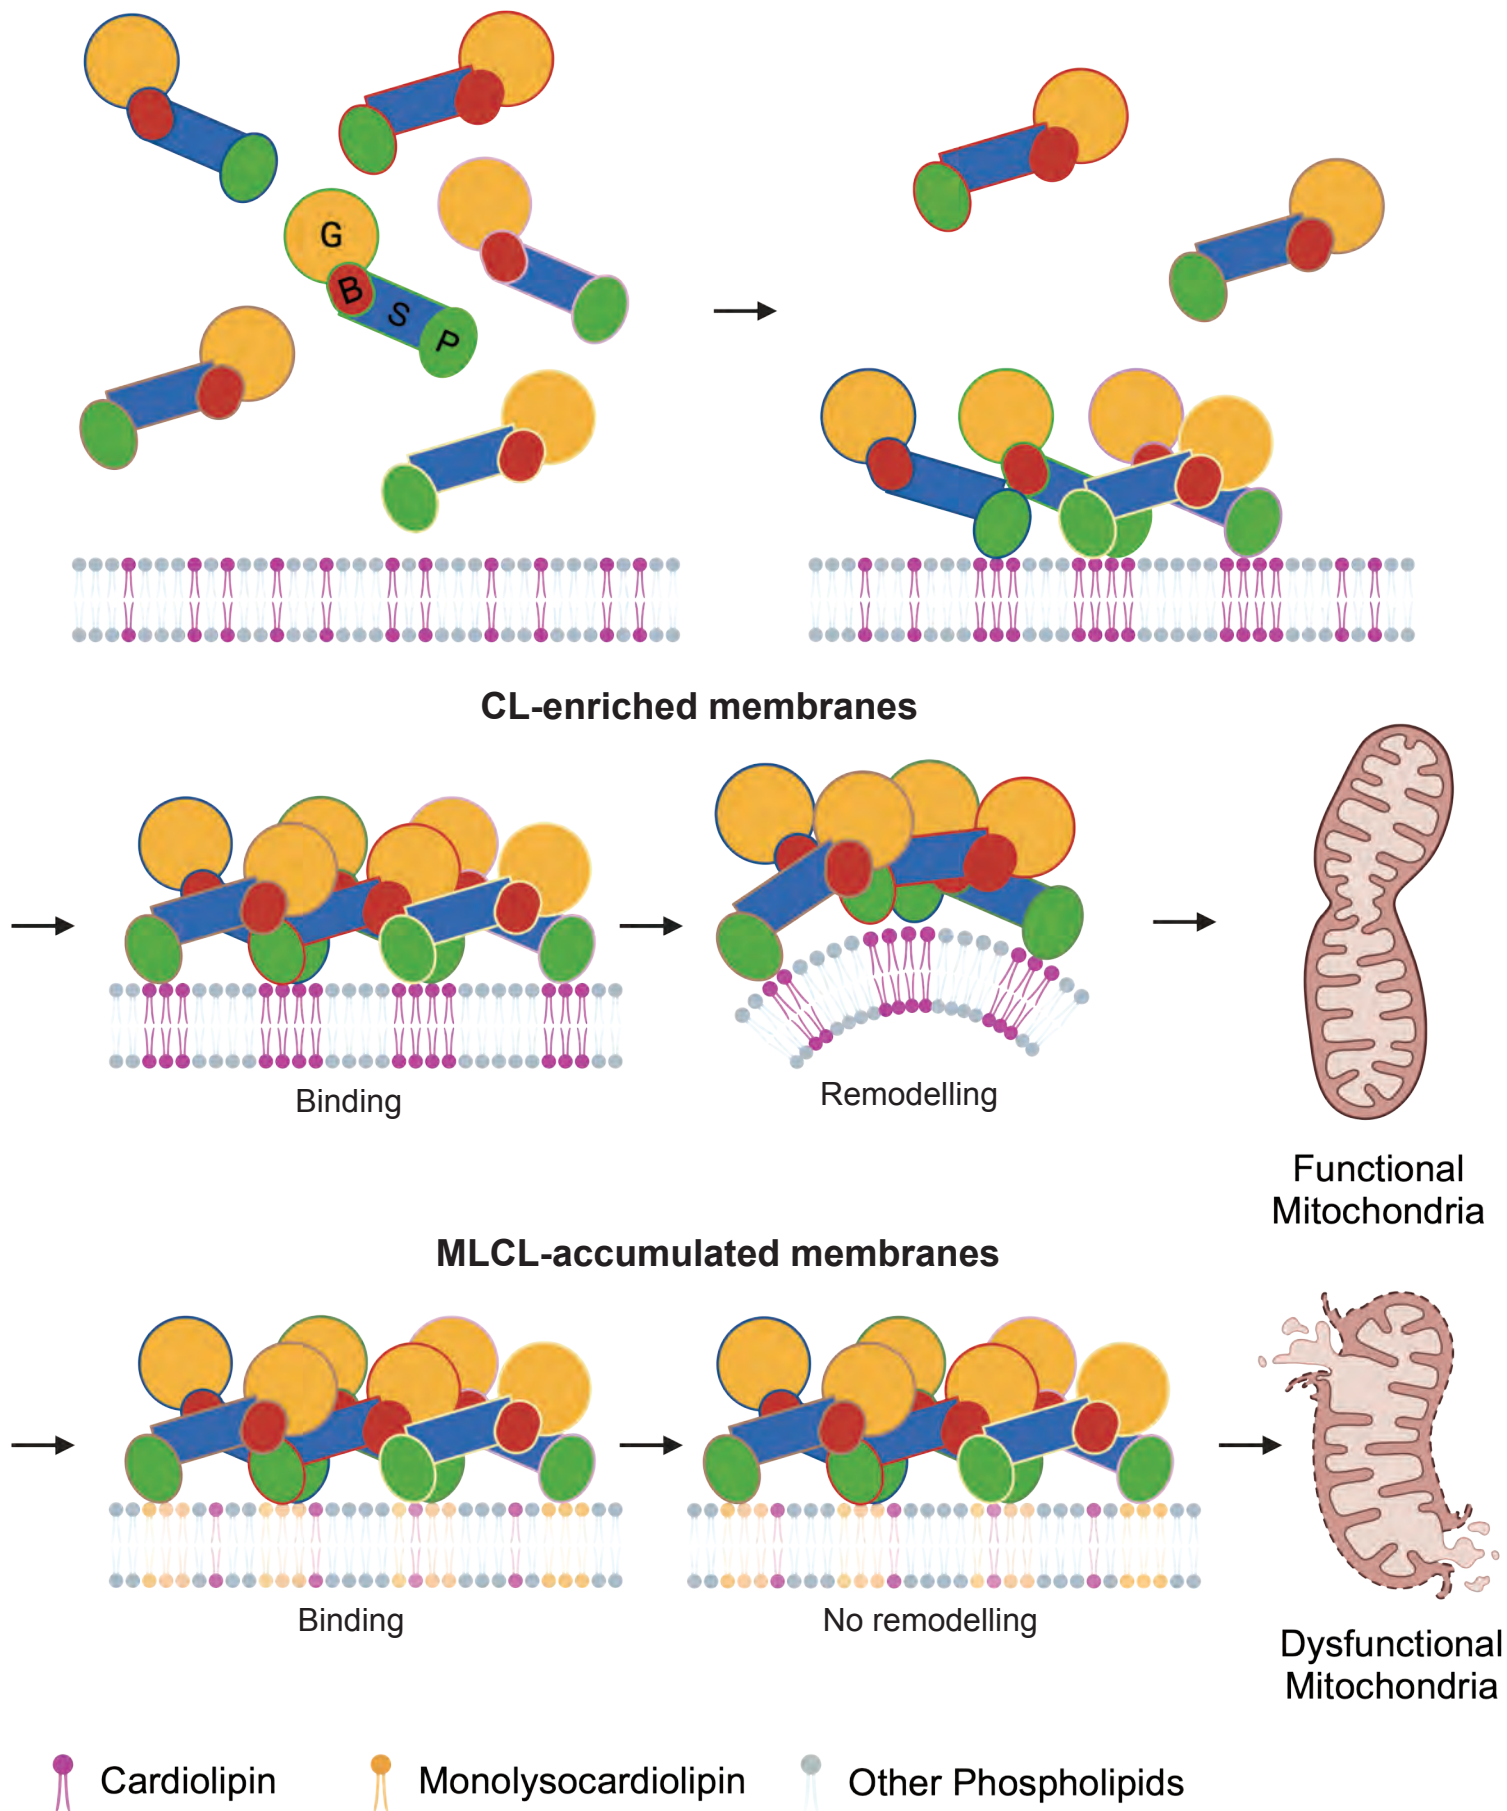 G
B
S
P
CL-enriched membranes
Binding
Remodelling
Functional
Mitochondria
MLCL-accumulated membranes
Binding
No remodelling
Dysfunctional
Mitochondria
Cardiolipin
Monolysocardiolipin
Other Phospholipids